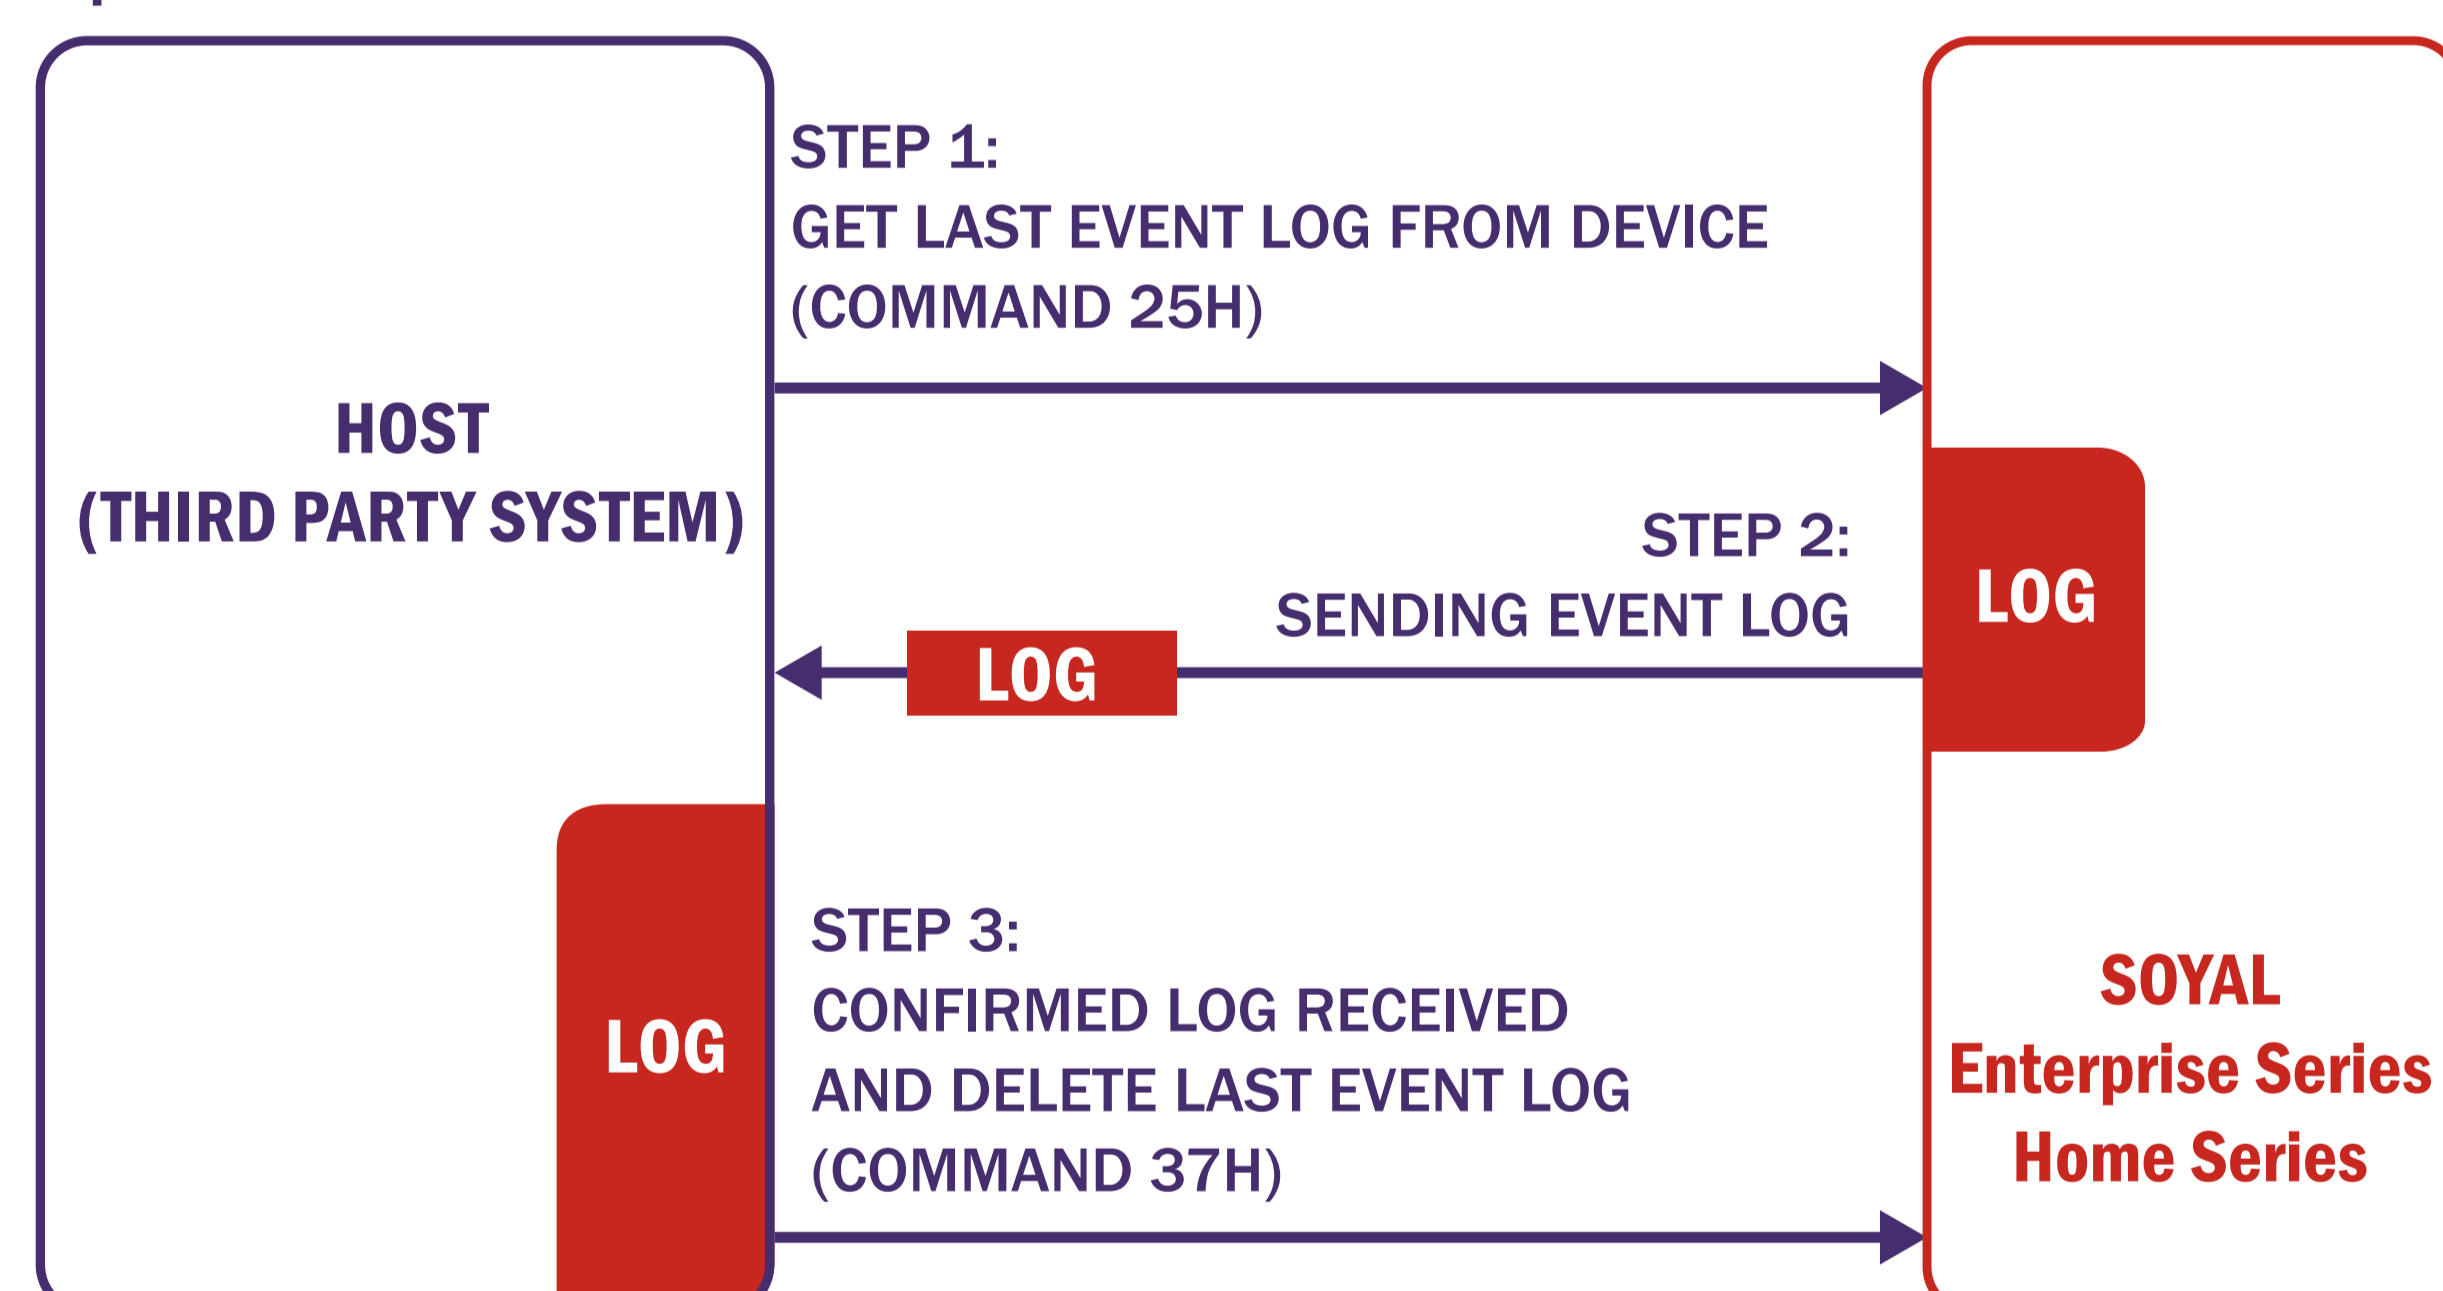 STEP 1:
GET LAST EVENT LOG FROM DEVICE
(COMMAND 25H)
HOST
(THIRD PARTY SYSTEM)
STEP 2:
SENDING EVENT LOG
LOG
LOG
STEP 3:
CONFIRMED LOG RECEIVED
AND DELETE LAST EVENT LOG
(COMMAND 37H)
LOG
SOYAL
Enterprise Series
Home Series